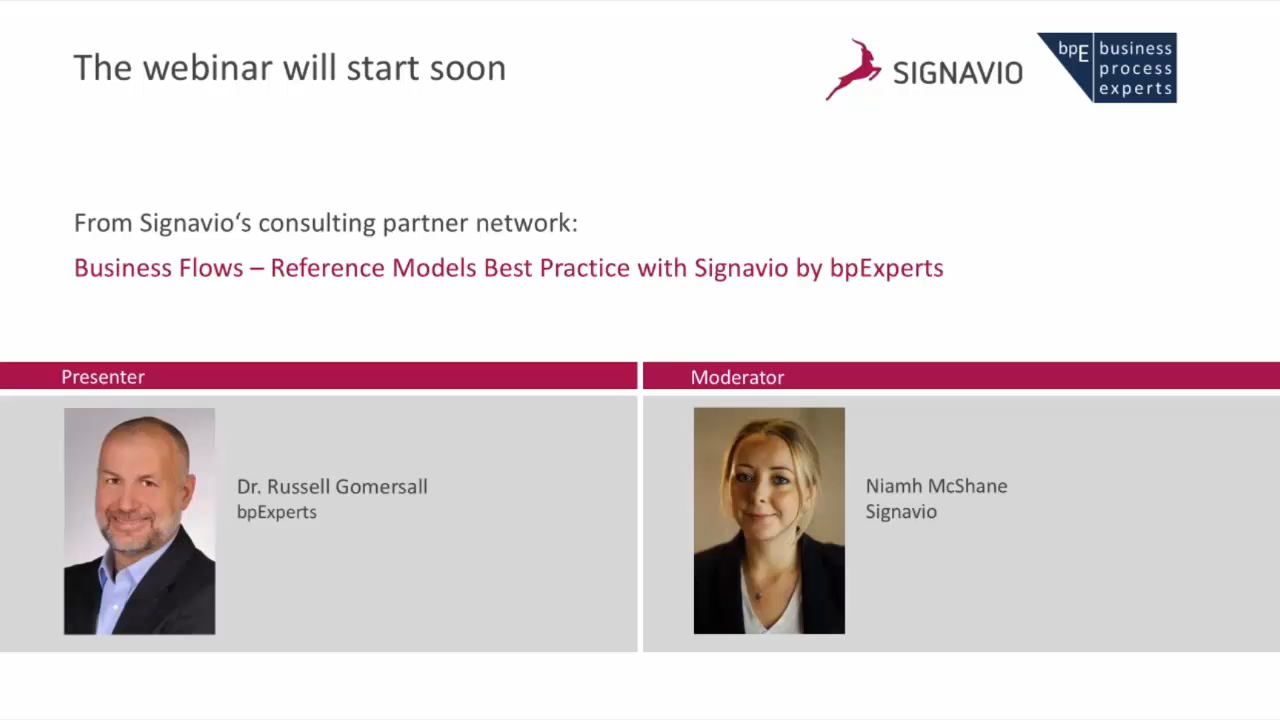 The webinar will start soon
SIGNAVIO
bpE
business
process
experts
From Signavio‘s consulting partner network:
Business Flows – Reference Models Best Practice with Signavio by bpExperts
Presenter
Moderator
Dr. Russell Gomersall
bpExperts
Niamh McShane
Signavio